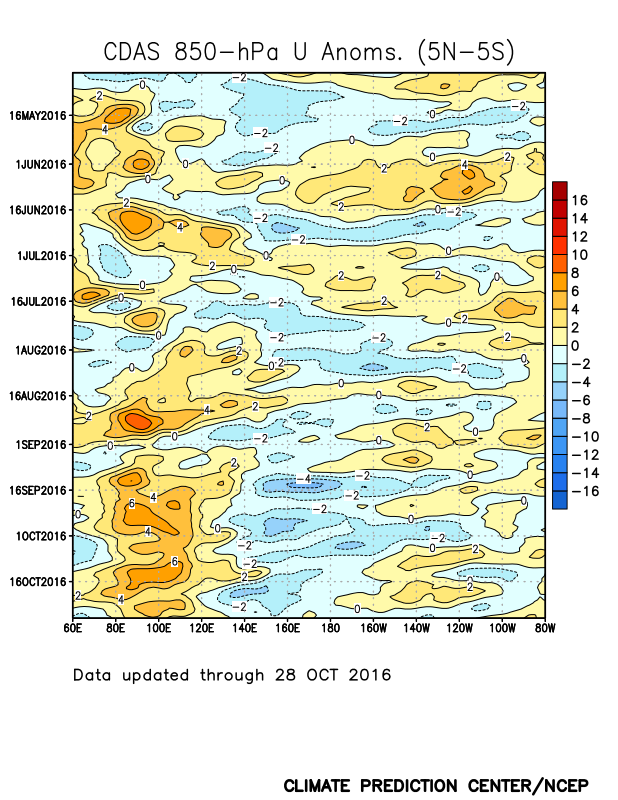 CDAS 850-hPa U Anoms. (5N-5S)
16MAY2016
1JUN2016
16JUN2016
1JUL2016
16JUL2016
1AUG2016
16AUG2016
1SEP2016
16SEP2016
1OCT2016
16OCT2016
60E 80E 100E 120E 140E 160E 180 160W 140W 120W 100W 80W
16
14
12
10
8
6
4
2
0
-2
-4
-6
-8
-10
-12
-14
-16
Data updated through 28 OCT 2016
CLIMATE PREDICTION CENTER/NCEP